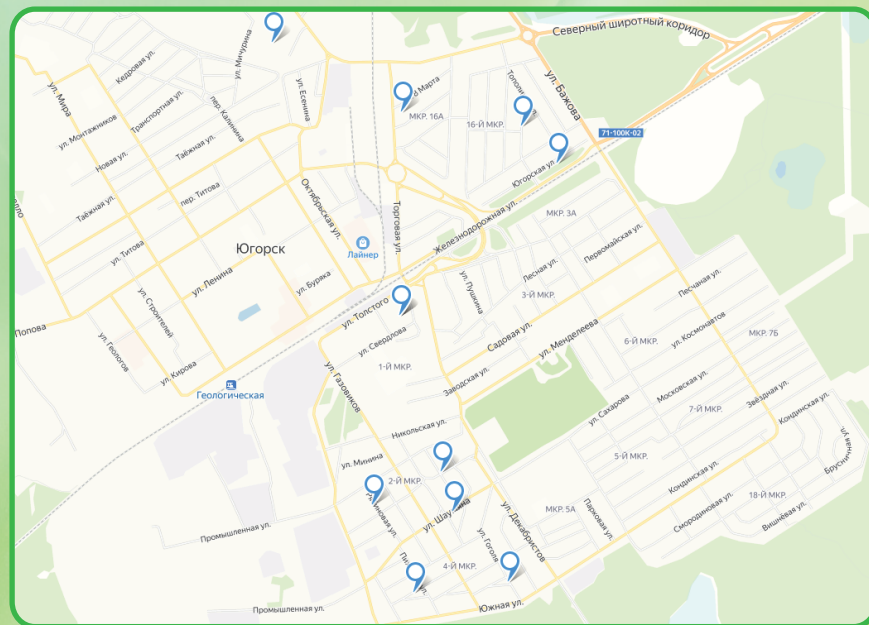 Северный широтный коридор
ул. Мичурина
Кедровая ул.
ул. Мира
ул. Есенина
8 Марта
ул. Бажова
Транспортная ул.
пер. Калинина
МКР. 16А
16-Й МКР.
ул. Монтажников
71-100К-02
Новая ул.
Таёжная ул.
Югорская ул.
пер. Титова
Октябрьская ул.
Таёжная ул.
Торговая ул.
Железнодорожная ул.
МКР. 3А
Югорск
Лайнер
ул. Титова
Первомайская ул.
ул. Ленина
ул. Буряка
ул. Пушкина
Лесная ул.
Песчаная ул.
3-Й МКР.
ул. Строителей
Попова
ул. Толстого
ул. Свердлова
Садовая ул.
ул. Менделеева
6-Й МКР.
ул. Космонавтов
МКР. 7Б
ул. Геологов
1-Й МКР.
ул. Кирова
Геологическая
ул. Газовиков
Заводская ул.
Московская ул.
Звёздная ул.
ул. Сахарова
7-Й МКР.
Кондинская ул.
Никольская ул.
ул. Минина
5-Й МКР.
2-Й МКР.
Кондинская ул.
18-Й МКР.
Смородиновая ул.
Вишнёвая ул.
МКР. 5А
Парковая ул.
ул. Декабристов
ул. Гоголя
Промышленная ул.
4-Й МКР.
Промышленная ул.
Южная ул.